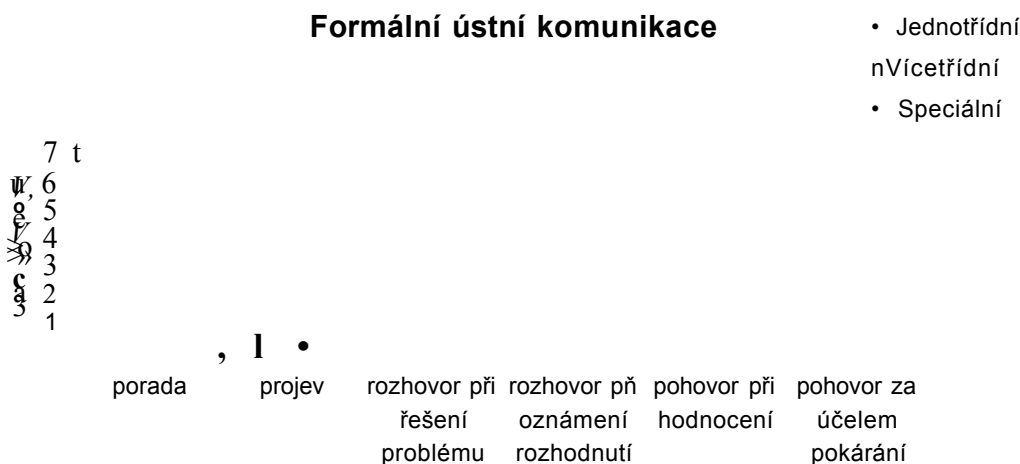 Formální ústní komunikace
• Jednotřídní
nVícetřídní
• Speciální
7 t
6
5
4
3
2
1
, l •
porada projev rozhovor při rozhovor pň pohovor při pohovor za
řešení oznámení hodnocení účelem
problému rozhodnutí pokárání